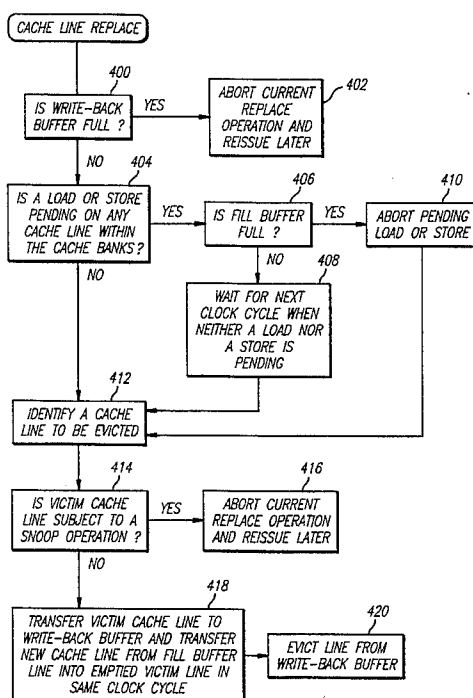 CACHE LINE REPLACE
400
IS WRITE-BACK
BUFFER FULL ?
YES
402
ABORT CURRENT
REPLACE
OPERATION AND
REISSUE LATER
NO
404
IS A LOAD OR STORE
PENDING ON ANY
CACHE LINE WITHIN
THE CACHE BANKS?
YES
406
IS FILL BUFFER
FULL ?
YES
410
ABORT PENDING
LOAD OR STORE
NO
NO
408
WAIT FOR NEXT
CLOCK CYCLE WHEN
NEITHER A LOAD NOR
A STORE IS
PENDING
412
IDENTIFY A CACHE
LINE TO BE EVICTED
414
IS VICTIM CACHE
LINE SUBJECT TO A
SNOOP OPERATION ?
YES
416
ABORT CURRENT
REPLACE OPERATION
AND REISSUE LATER
NO
418
TRANSFER VICTIM CACHE LINE TO
WRITE-BACK BUFFER AND TRANSFER
NEW CACHE LINE FROM FILL BUFFER
LINE INTO EMPTIED VICTIM LINE IN
SAME CLOCK CYCLE
420
EVICT LINE FROM
WRITE-BACK BUFFER